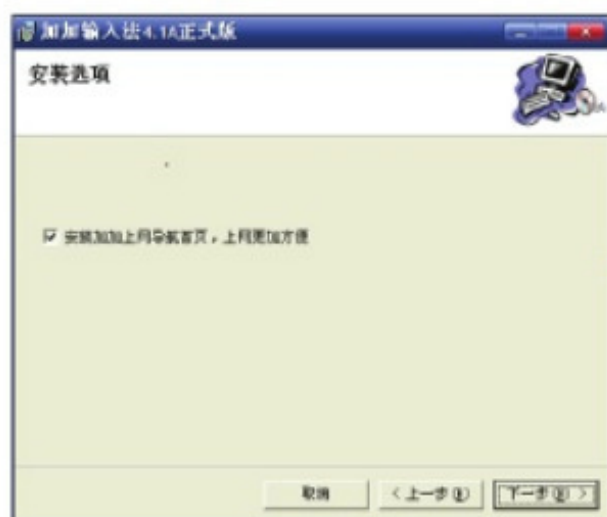 加加输入法4.1A正式版
安装选项
安装加加上网导航首页，上网更加方便
取消
<上一步(B)
下一步(N)>